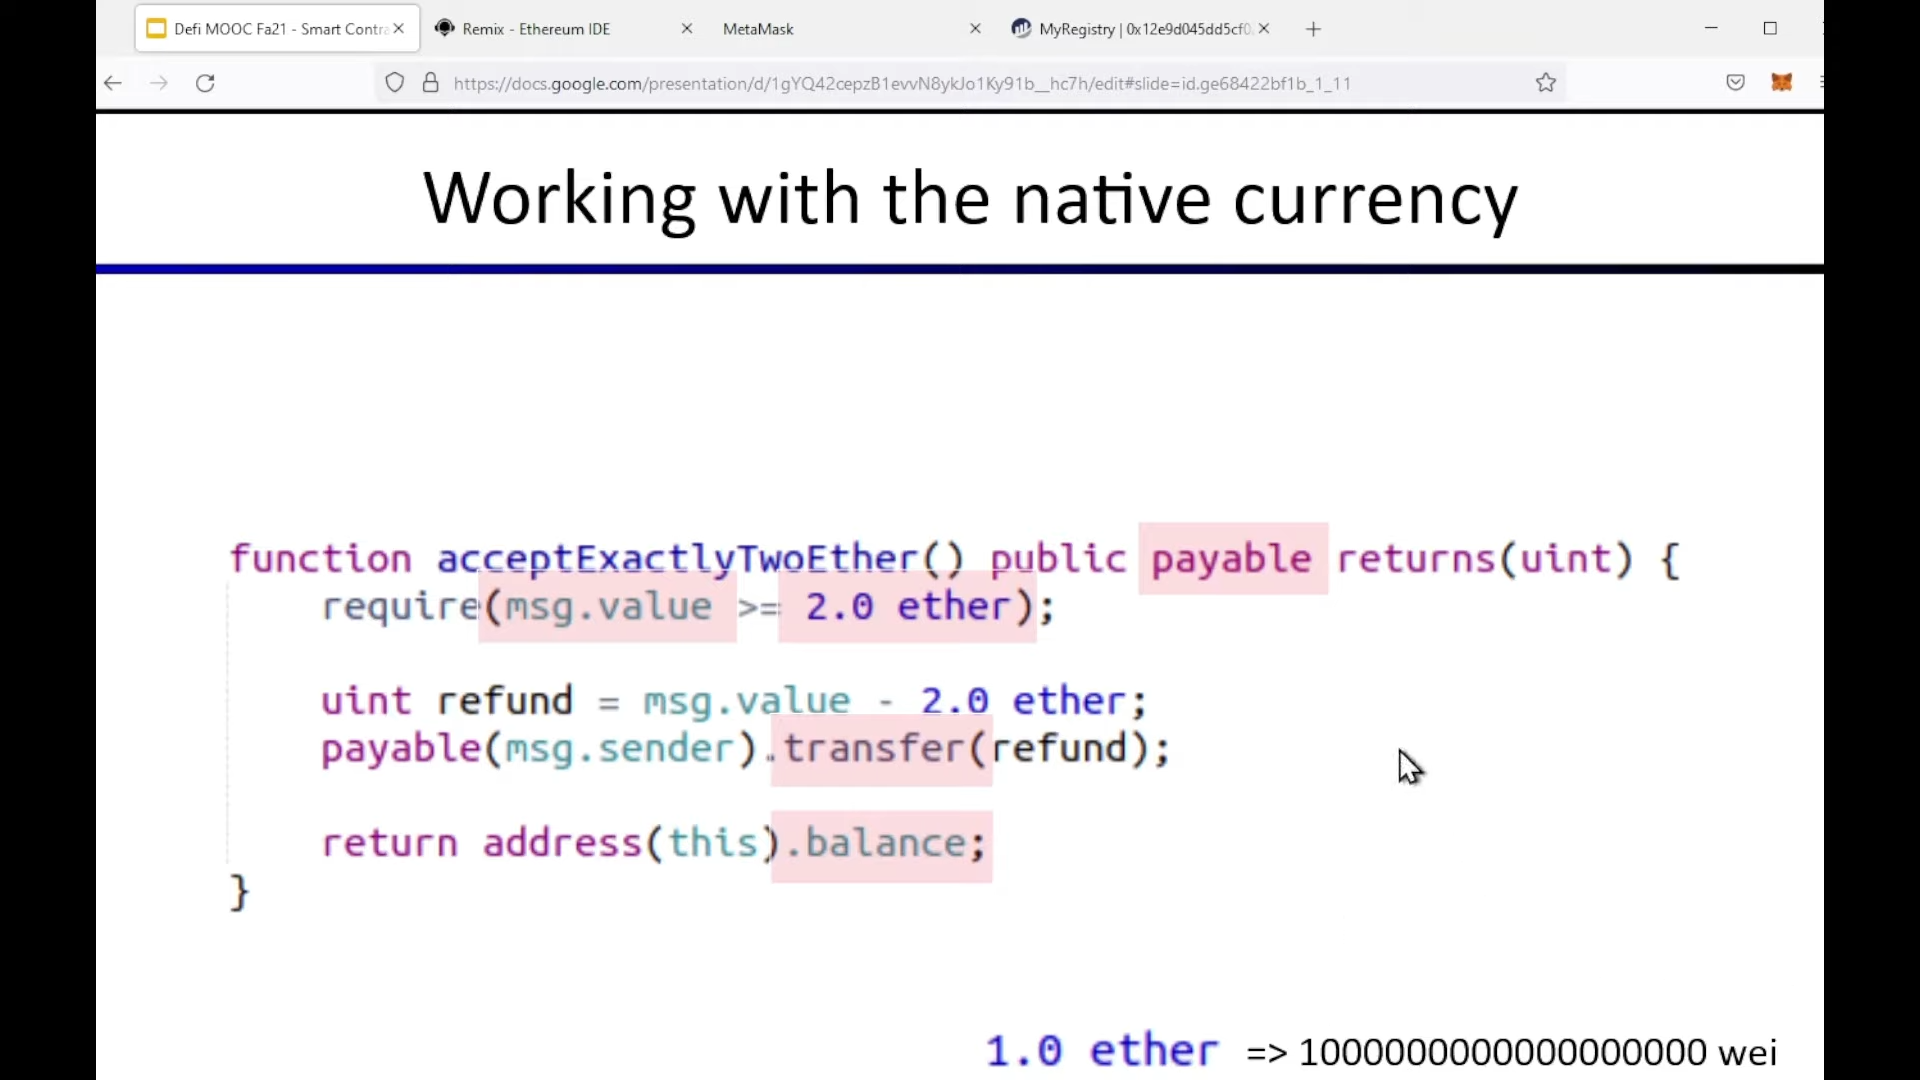 Defi MOOC Fa21 - Smart Contra
Remix - Ethereum IDE
MetaMask
MyRegistry | 0x12e9d045dd5cf0
https://docs.google.com/presentation/d/1gYQ42cepzB1evvN8ykJo1Ky91b__hc7h/edit#slide=id.ge68422bf1b_1_11
Working with the native currency
function acceptExactlyTwoEther() public payable returns(uint) {
require(msg.value >= 2.0 ether);
uint refund = msg.value - 2.0 ether;
payable(msg.sender).transfer(refund);
return address(this).balance;
}
1.0 ether => 1000000000000000000 wei